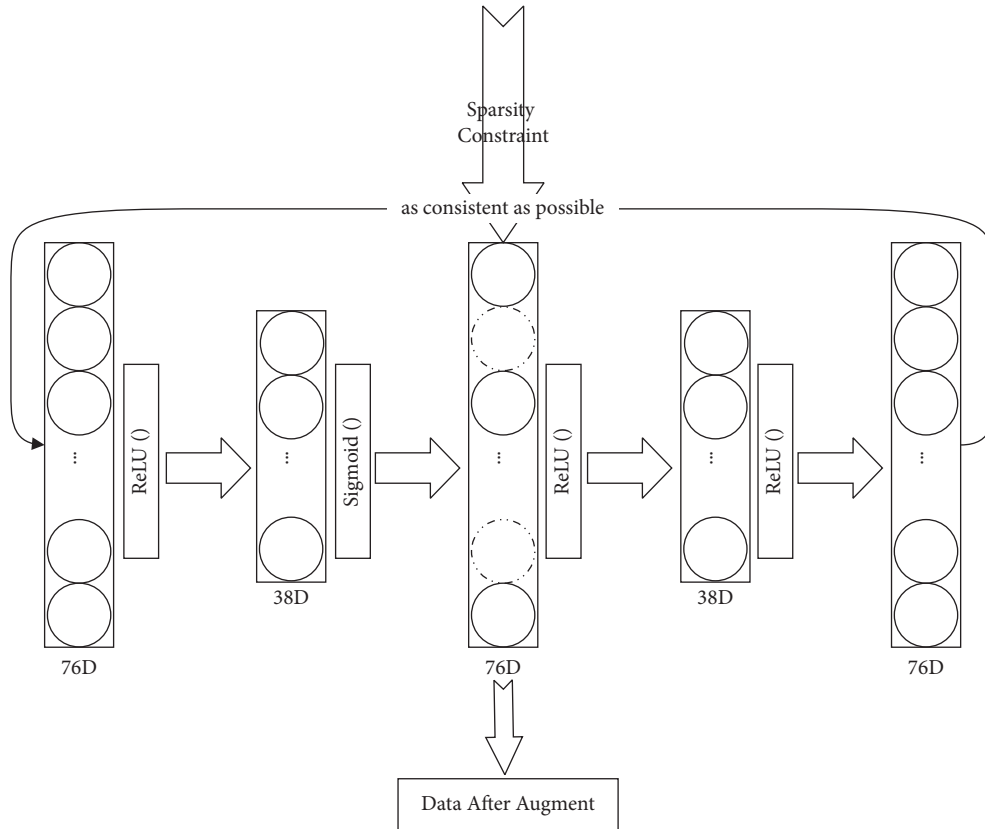 Sparsity
Constraint
as consistent as possible
ReLU ()
Sigmoid ()
ReLU ()
ReLU ()
...
...
...
...
...
38D
38D
76D
76D
76D
Data After Augment